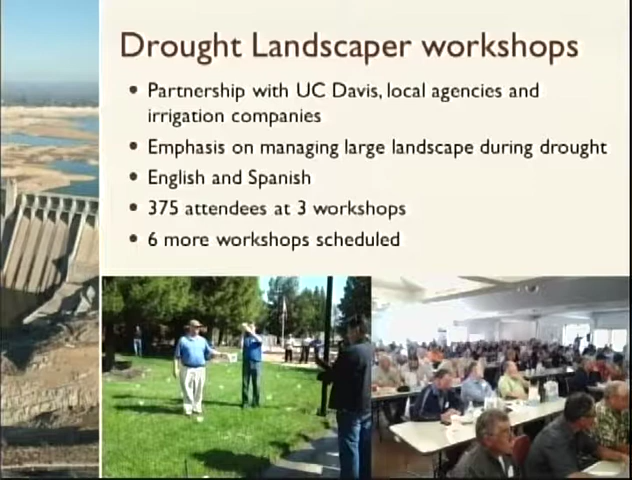 Drought Landscaper workshops
• Partnership with UC Davis, local agencies and
irrigation companies
• Emphasis on managing large landscape during drought
• English and Spanish
• 375 attendees at 3 workshops
• 6 more workshops scheduled